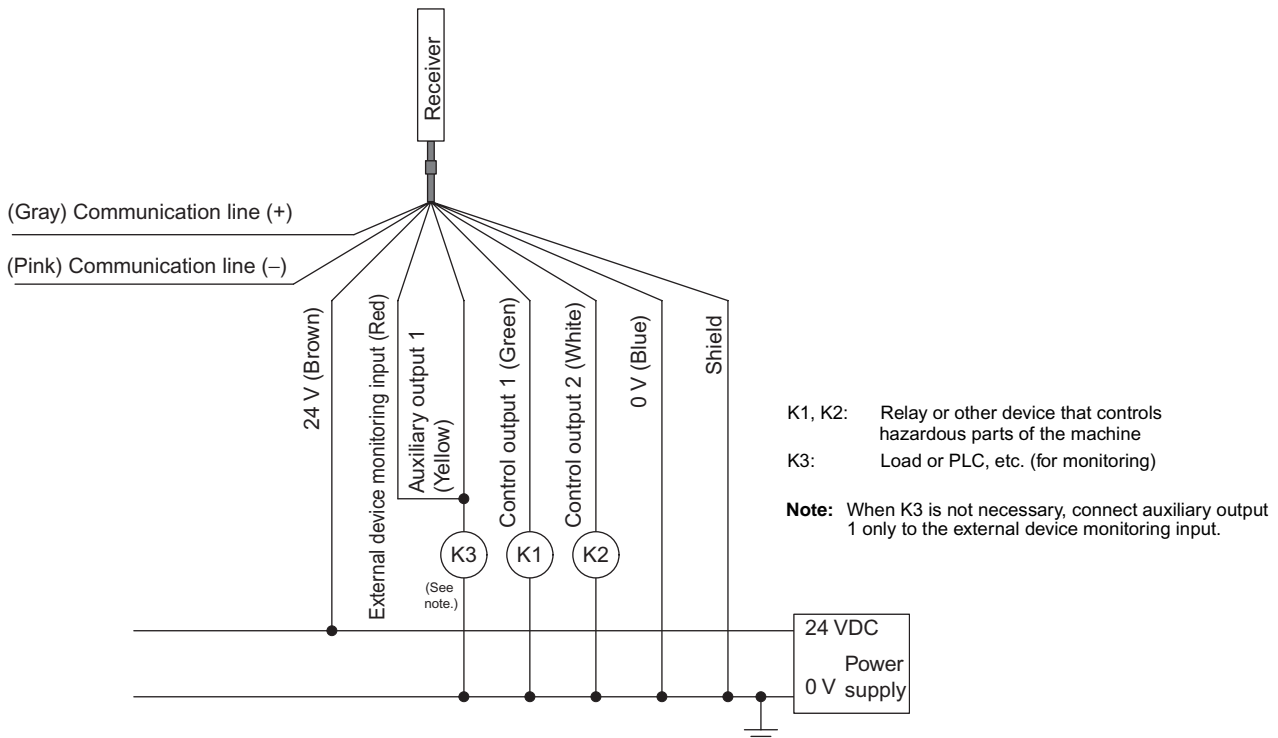 Receiver
(Gray) Communication line (+)
(Pink) Communication line (–)
24 V (Brown)
External device monitoring input (Red)
Auxiliary output 1
(Yellow)
Control output 1 (Green)
Control output 2 (White)
0 V (Blue)
Shield
K3
K1
K2
(See
note.)
K1, K2: Relay or other device that controls
hazardous parts of the machine
K3: Load or PLC, etc. (for monitoring)
Note: When K3 is not necessary, connect auxiliary output
1 only to the external device monitoring input.
24 VDC
Power
0 V supply